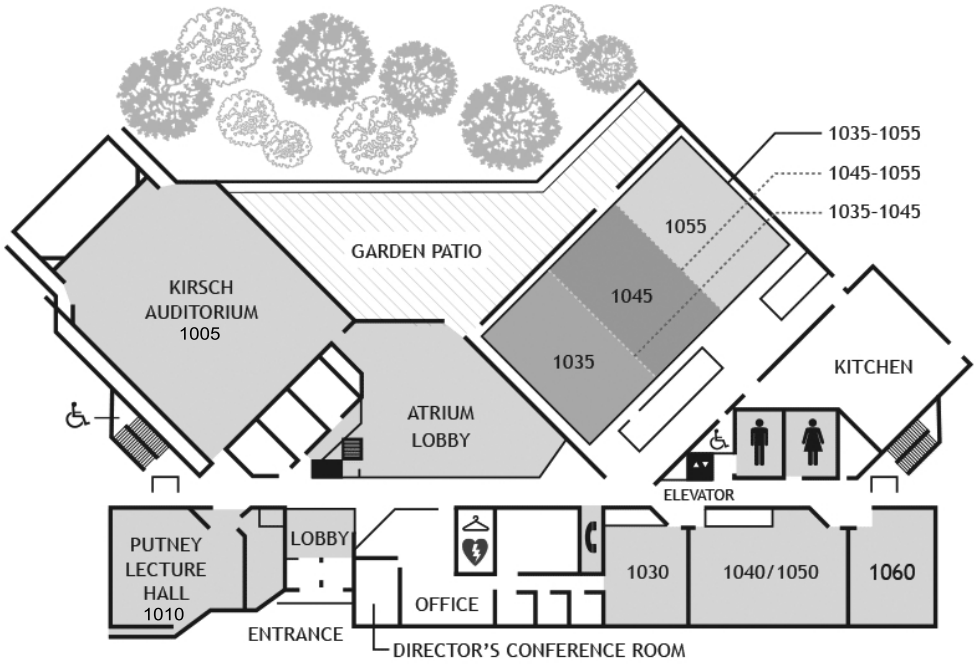 1035-1055
1045-1055
1035-1045
1055
GARDEN PATIO
1045
KIRSCH
AUDITORIUM
1005
1035
KITCHEN
ATRIUM
LOBBY
ELEVATOR
PUTNEY
LECTURE
HALL
1010
LOBBY
1030
1040/1050
1060
OFFICE
ENTRANCE
DIRECTOR'S CONFERENCE ROOM